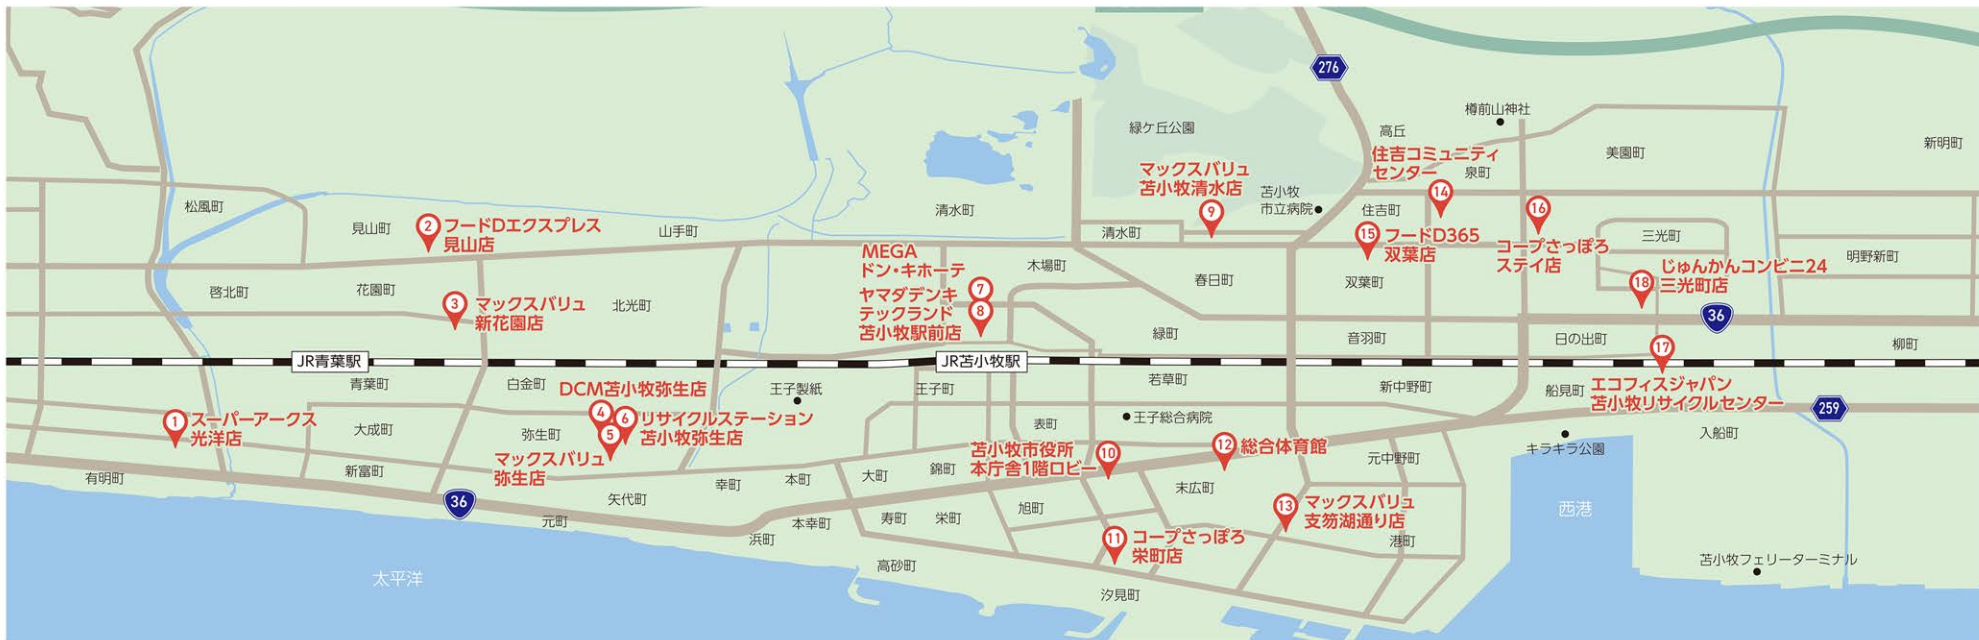 276
樽前山神社
緑ケ丘公園
高丘
新明町
美園町
住吉コミュニティ
センター
泉町
マックスバリュ
苫小牧清水店
苫小牧
市立病院
14
松風町
清水町
住吉町
16
9
見山町
2
フードDエクスプレス
見山店
山手町
清水町
15
フードD365
双葉店
コープさっぽろ
ステイ店
三光町
明野新町
MEGA
ドン・キホーテ
木場町
じゅんかんコンビニ24
三光町店
18
啓北町
花園町
北光町
春日町
双葉町
3
マックスバリュ
新花園店
7
ヤマダデンキ
テックランド
苫小牧駅前店
8
36
緑町
音羽町
日の出町
17
柳町
JR青葉駅
JR苫小牧駅
青葉町
白金町
DCM苫小牧弥生店
王子製紙
王子町
若草町
新中野町
船見町
エコフィスジャパン
苫小牧リサイクルセンター
259
1
スーパーアークス
光洋店
大成町
弥生町
4
6
リサイクルステーション
苫小牧弥生店
5
マックスバリュ
弥生店
表町
王子総合病院
入船町
キラキラ公園
苫小牧市役所
本庁舎1階ロビー
10
12
総合体育館
元中野町
有明町
新富町
36
矢代町
幸町
本町
大町
錦町
末広町
元町
浜町
本幸町
寿町
栄町
旭町
13
マックスバリュ
支笏湖通り店
西港
港町
11
コープさっぽろ
栄町店
太平洋
高砂町
汐見町
苫小牧フェリーターミナル